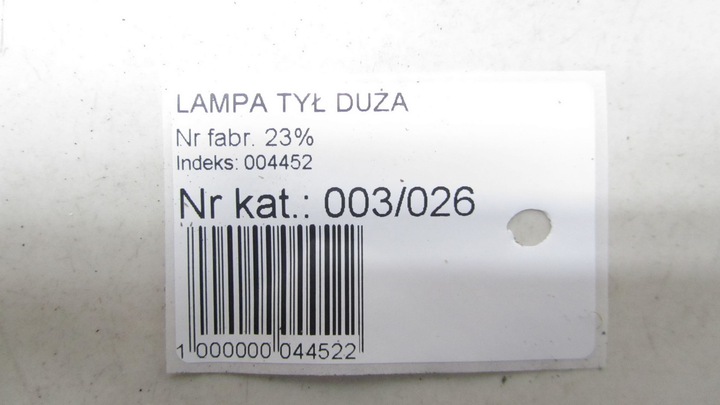 LAMPA TYŁ DUŻA
Nr fabr. 23%
Indeks: 004452
Nr kat.: 003/026
1 000000 044522